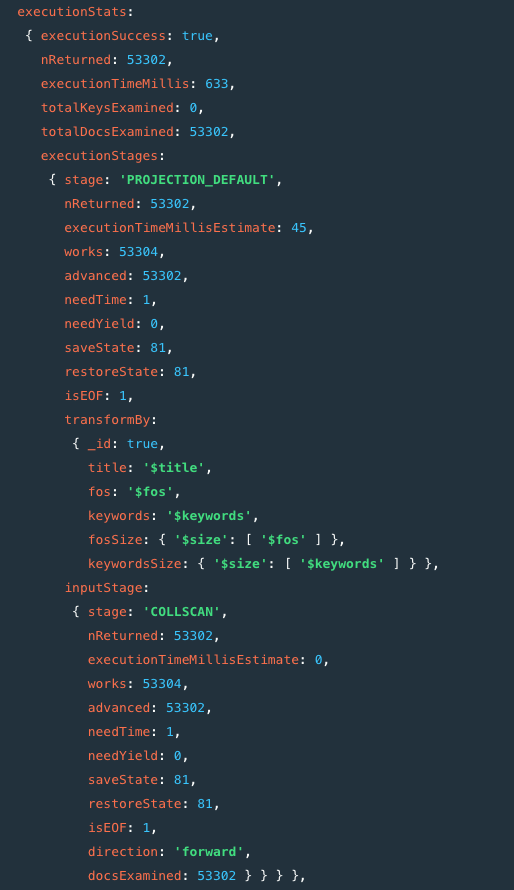 executionStats:
{ executionSuccess: true,
nReturned: 53302,
executionTimeMillis: 633,
totalKeysExamined: 0,
totalDocsExamined: 53302,
executionStages:
{ stage: 'PROJECTION_DEFAULT',
nReturned: 53302,
executionTimeMillisEstimate: 45,
works: 53304,
advanced: 53302,
needTime: 1,
needYield: 0,
saveState: 81,
restoreState: 81,
isEOF: 1,
transformBy:
{ _id: true,
title: '$title',
fos: '$fos',
keywords: '$keywords',
fosSize: { '$size': [ '$fos' ] },
keywordsSize: { '$size': [ '$keywords' ] } },
inputStage:
{ stage: 'COLLSCAN',
nReturned: 53302,
executionTimeMillisEstimate: 0,
works: 53304,
advanced: 53302,
needTime: 1,
needYield: 0,
saveState: 81,
restoreState: 81,
isEOF: 1,
direction: 'forward',
docsExamined: 53302 } } } },